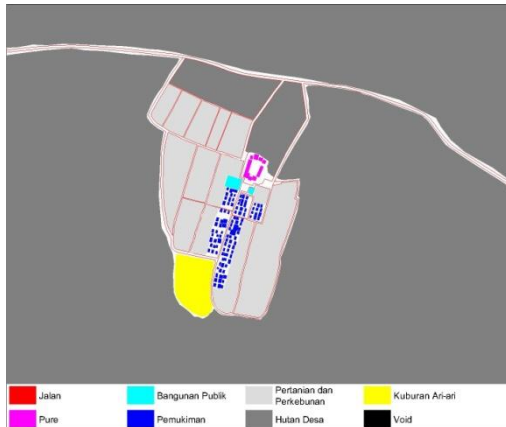 Jalan
Bangunan Publik
Pertanian dan
Perkebunan
Kuburan Ari-ari
Pure
Pemukiman
Hutan Desa
Void